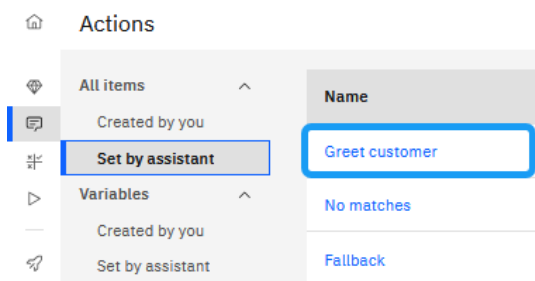 Actions
All items
Created by you
Set by assistant
Variables
Created by you
Set by assistant
Name
Greet customer
No matches
Fallback